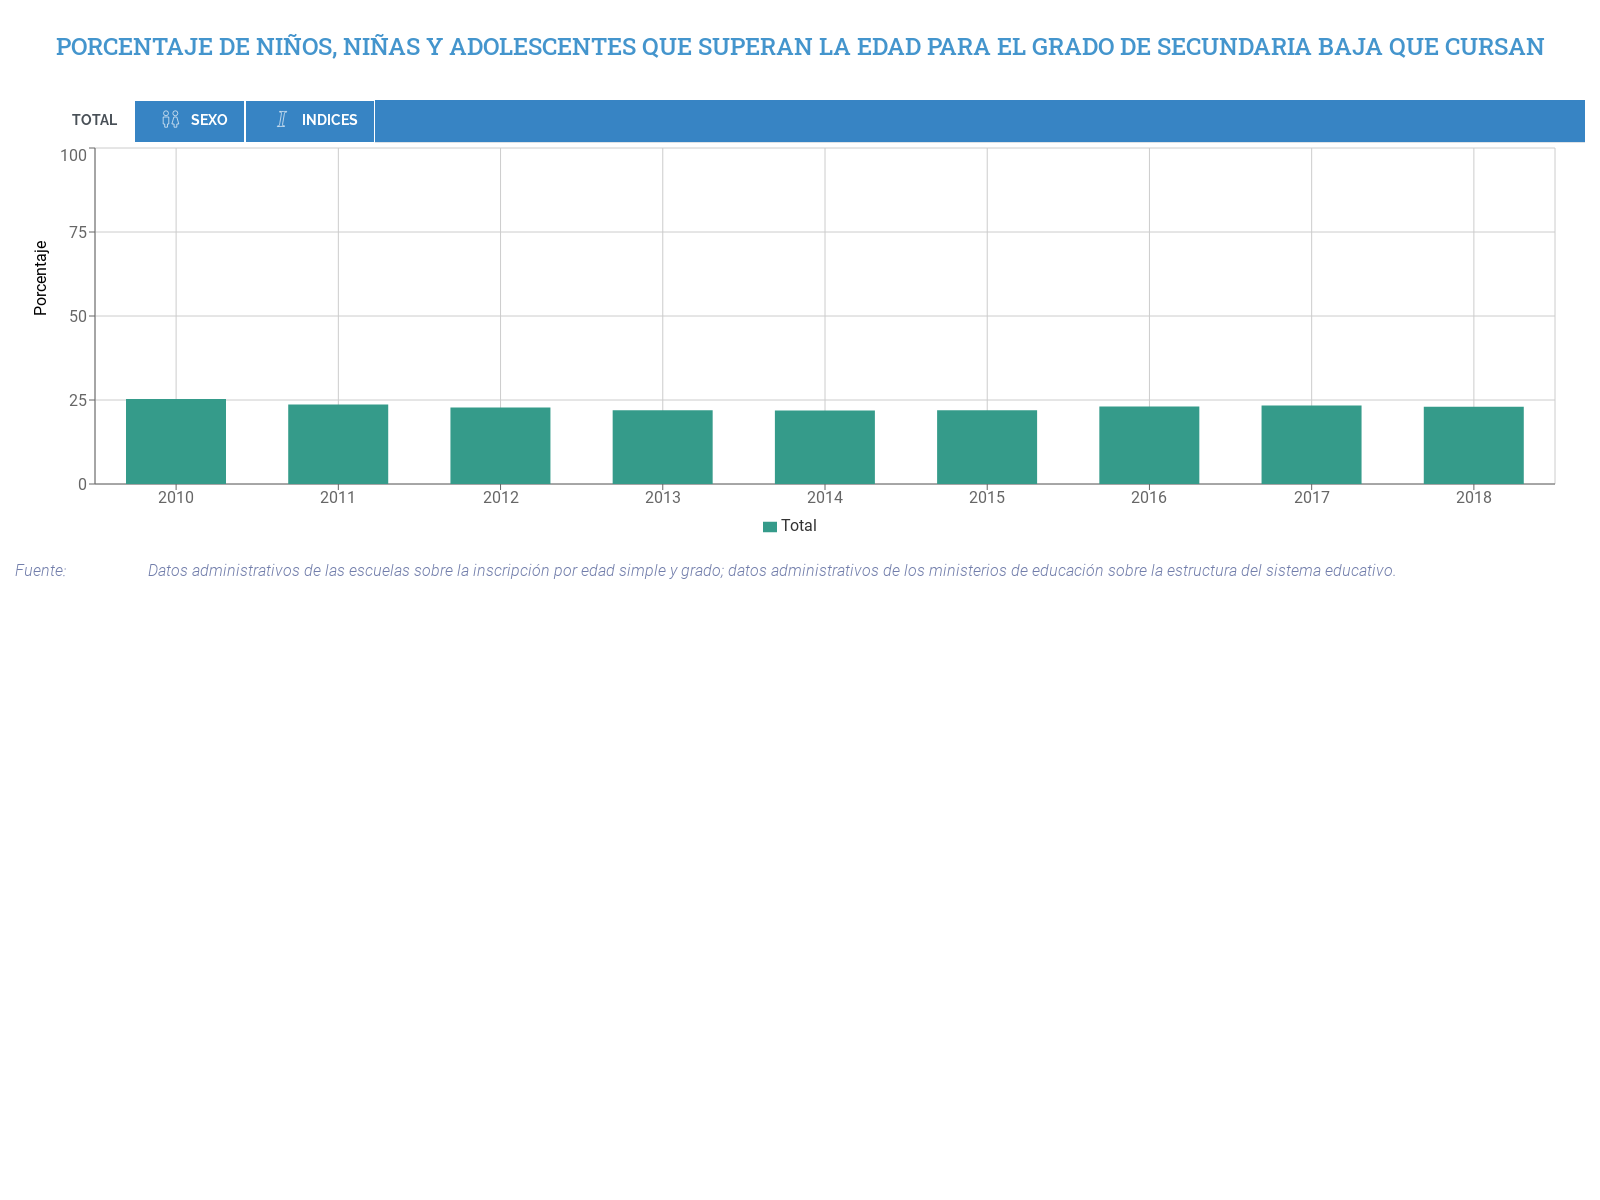 PORCENTAJE DE NIÑOS, NIÑAS Y ADOLESCENTES QUE SUPERAN LA EDAD PARA EL GRADO DE SECUNDARIA BAJA QUE CURSAN
TOTAL SEXO INDICES
Porcentaje
100
75
50
25
0
2010 2011 2012 2013 2014 2015 2016 2017 2018
Total
Fuente: Datos administrativos de las escuelas sobre la inscripción por edad simple y grado; datos administrativos de los ministerios de educación sobre la estructura del sistema educativo.